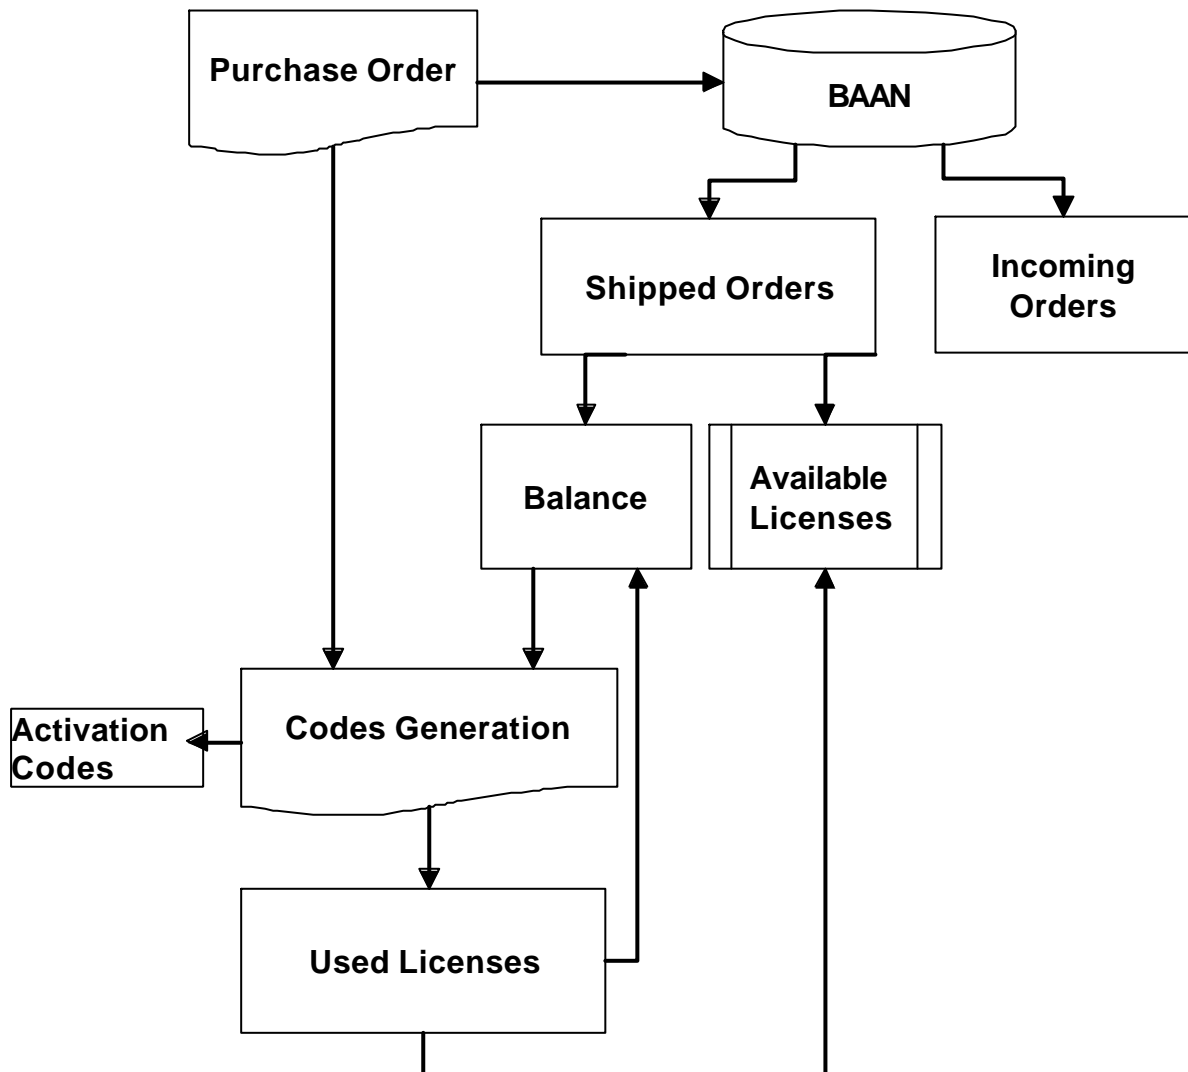 Purchase Order
BAAN
Shipped Orders
Incoming
Orders
Balance
Available
Licenses
Codes Generation
Activation
Codes
Used Licenses